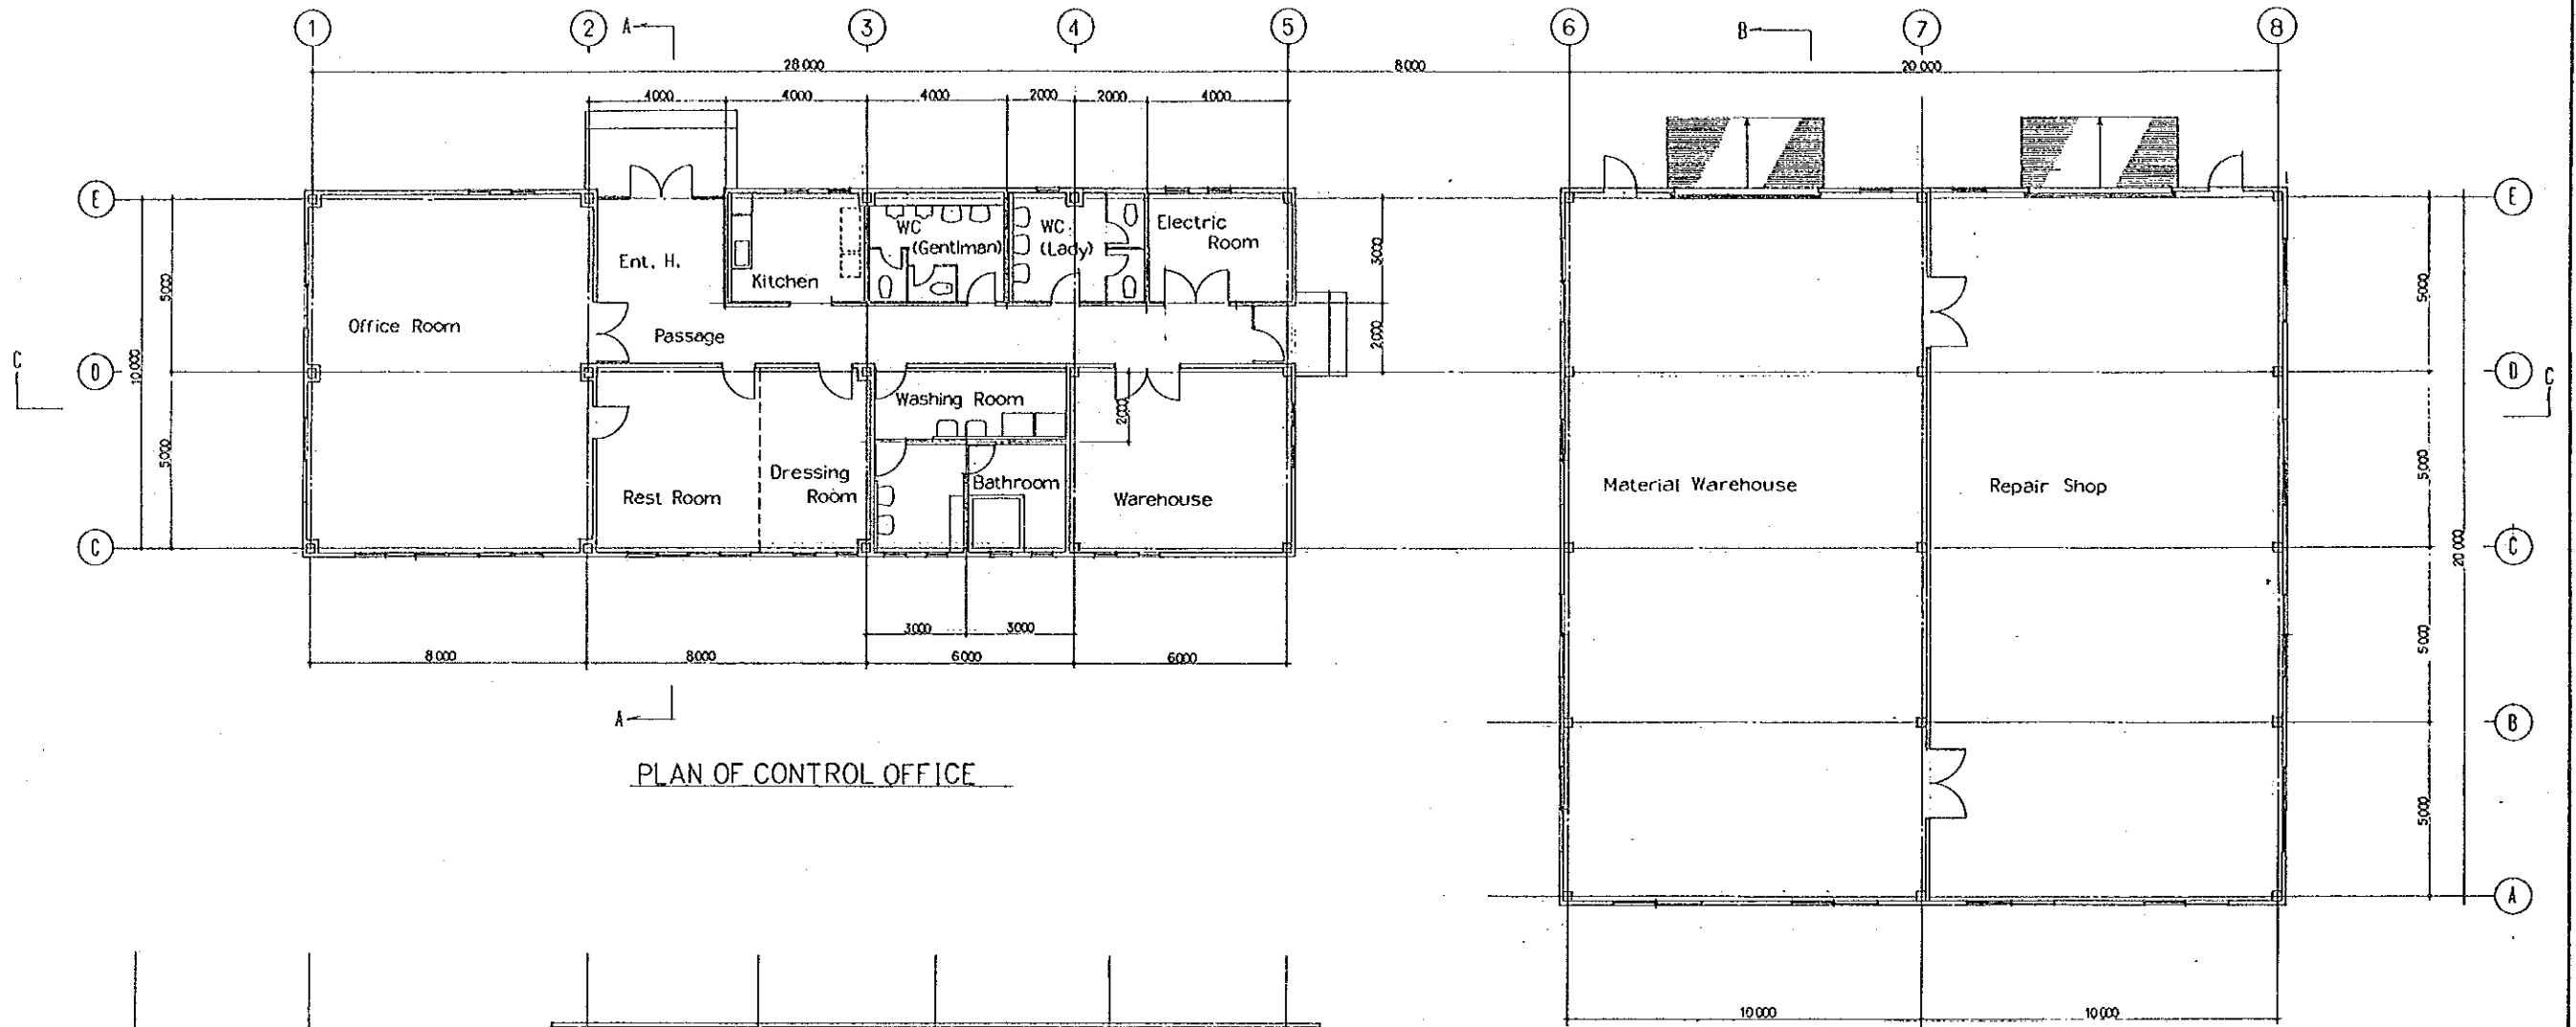 1 2 A 3 4 5 6 B 7 8
28000 8000 20000
4000 4000 4000 2000 2000 4000
E E
WC WC Electric
(Gentlman) (Lady) Room
Ent. H.
Kitchen
5000 3000 5000
Office Room
Passage
2000
C D 10000 D C
Washing Room
2000
5000 5000
Dressing
Room
Rest Room
Bathroom
Warehouse
Material Warehouse
Repair Shop
C C
20000
3000 3000
5000
8000 8000 6000 6000
A
B
PLAN OF CONTROL OFFICE
5000
A
10000 10000